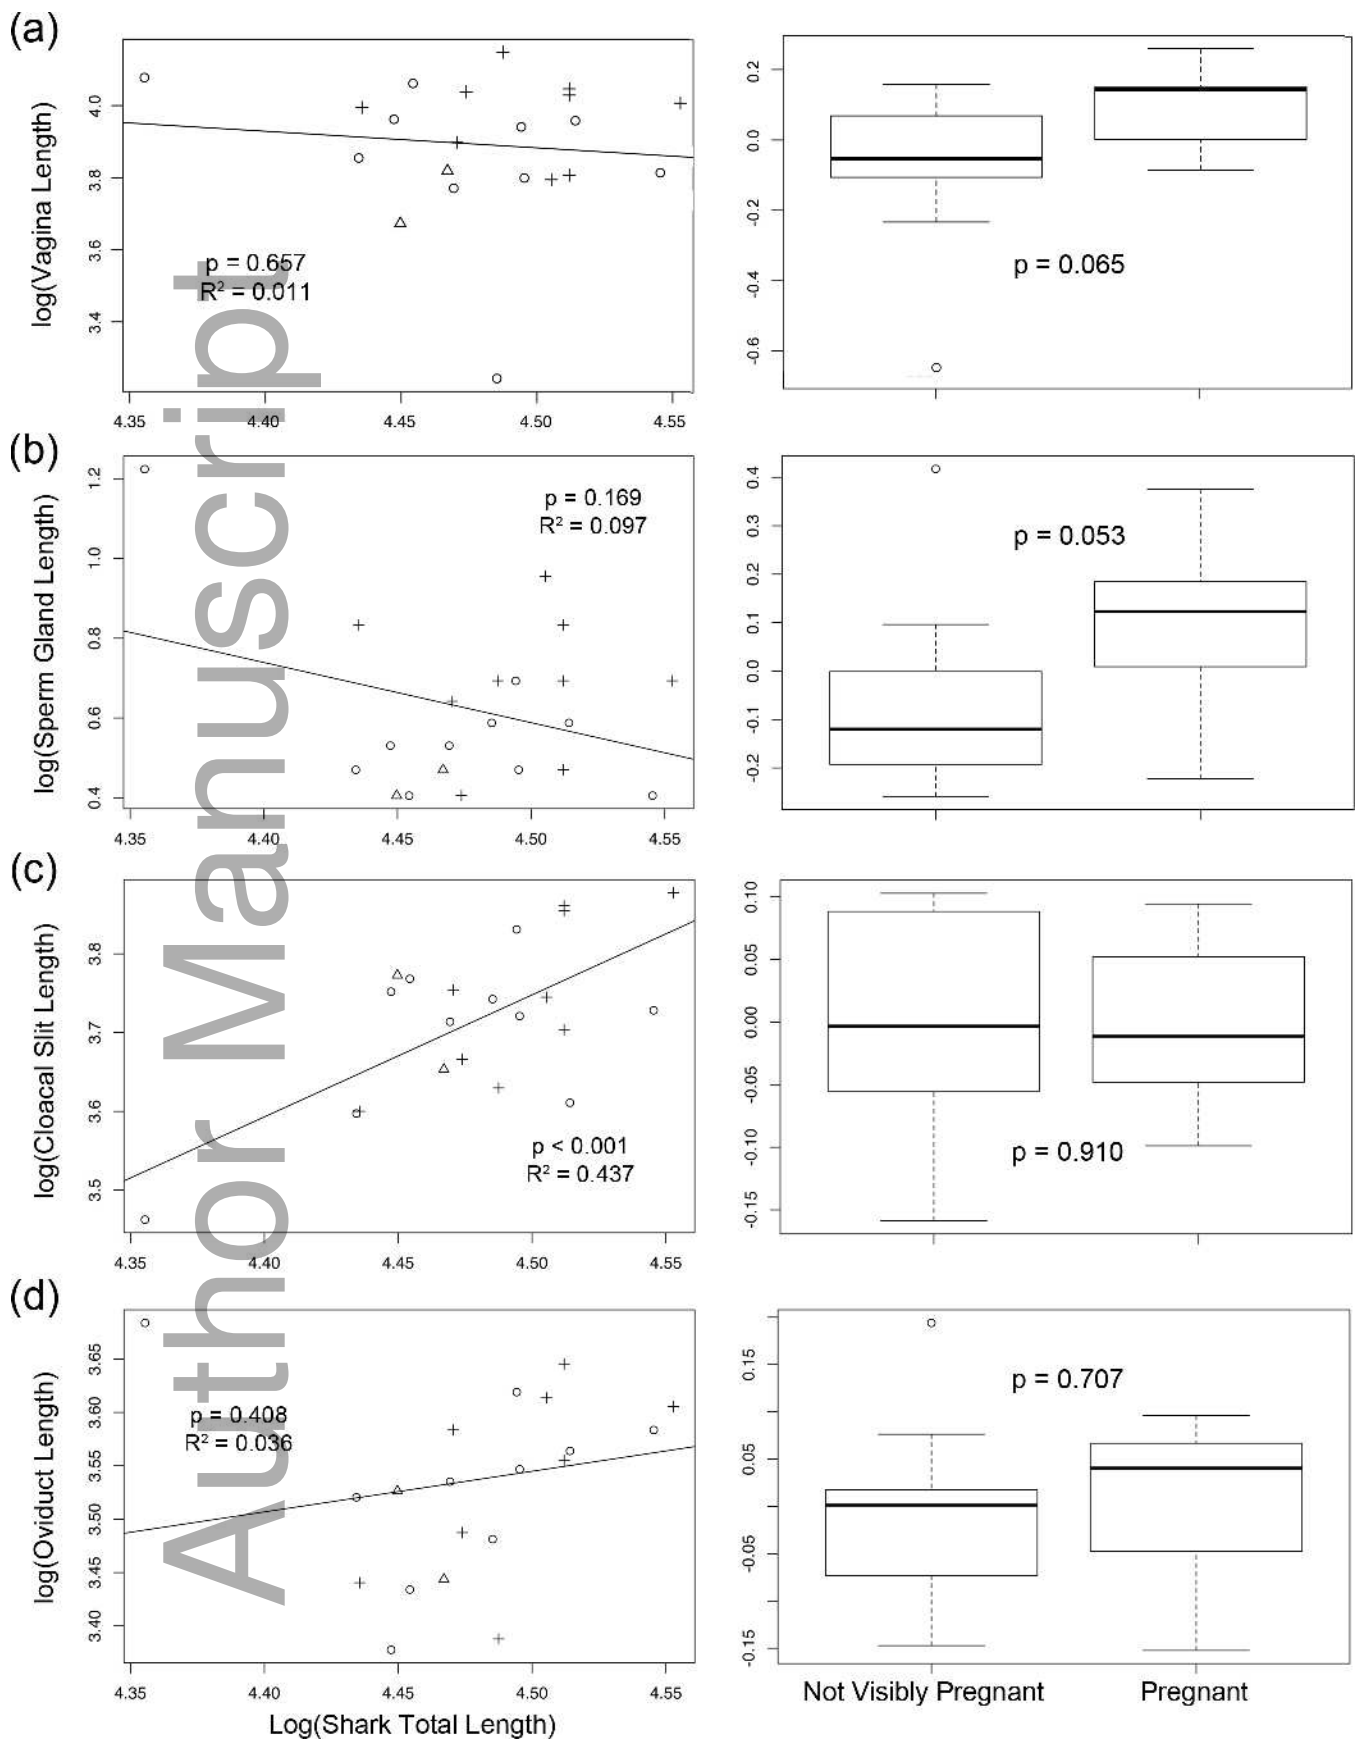 (a)
log(Vagina Length)
4.0
3.8
3.6
3.4
p = 0.657
R² = 0.011
4.35 4.40 4.45 4.50 4.55
0.2
0.0
-0.2
-0.4
-0.6
p = 0.065
(b)
log(Sperm Gland Length)
1.2
1.0
0.8
0.6
0.4
p = 0.169
R² = 0.097
4.35 4.40 4.45 4.50 4.55
0.4
0.3
0.2
0.1
0.0
-0.1
-0.2
p = 0.053
(c)
log(Cloacal Slit Length)
3.8
3.7
3.6
3.5
p < 0.001
R² = 0.437
4.35 4.40 4.45 4.50 4.55
0.10
0.05
0.00
-0.05
-0.10
-0.15
p = 0.910
(d)
log(Oviduct Length)
3.65
3.60
3.55
3.50
3.45
3.40
p = 0.408
R² = 0.036
4.35 4.40 4.45 4.50 4.55
Log(Shark Total Length)
0.15
0.05
-0.05
-0.15
p = 0.707
Not Visibly Pregnant Pregnant
Author Manuscript